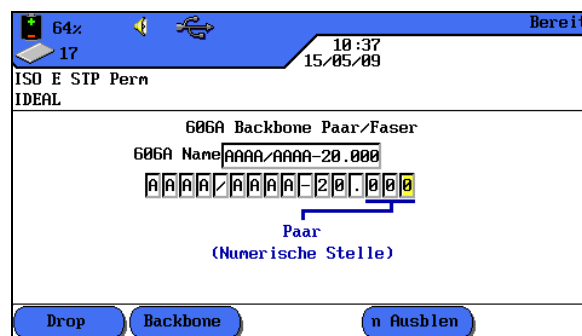 64%
Bereit
17
10:37
15/05/09
ISO E STP Perm
IDEAL
606A Backbone Paar/Faser
606A Name AAAA/AAAA-20.000
AAAA/AAAA-20.000
Paar
(Numerische Stelle)
Drop Backbone n Ausblen